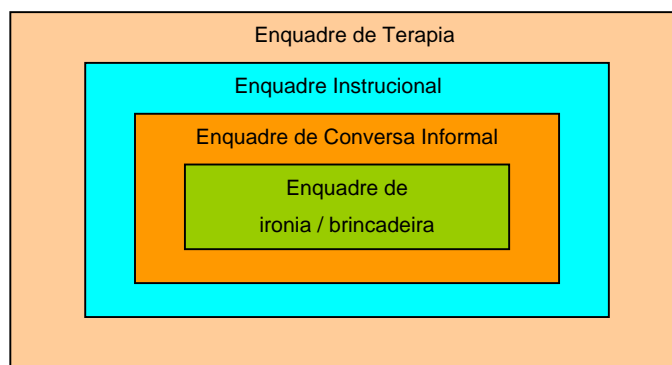 Enquadre de Terapia
Enquadre Instrucional
Enquadre de Conversa Informal
Enquadre de
ironia / brincadeira